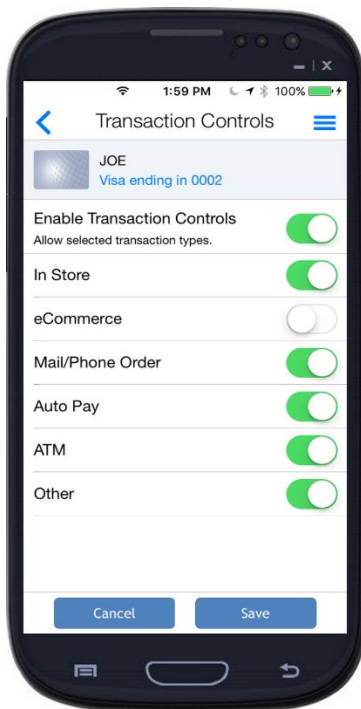 1:59 PM 100%
Transaction Controls
JOE
Visa ending in 0002
Enable Transaction Controls
Allow selected transaction types.
In Store
eCommerce
Mail/Phone Order
Auto Pay
ATM
Other
Cancel Save